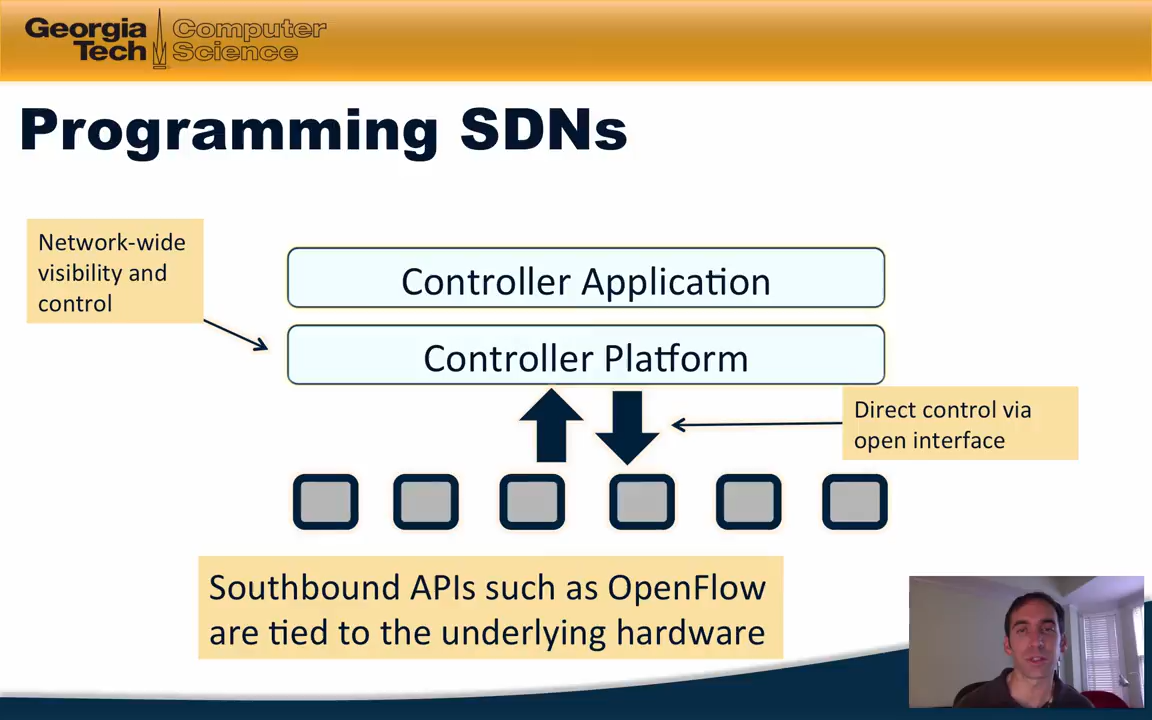 Georgia Tech
Computer Science
Programming SDNs
Network-wide
visibility and
control
Controller Application
Controller Platform
Direct control via
open interface
Southbound APIs such as OpenFlow
are tied to the underlying hardware